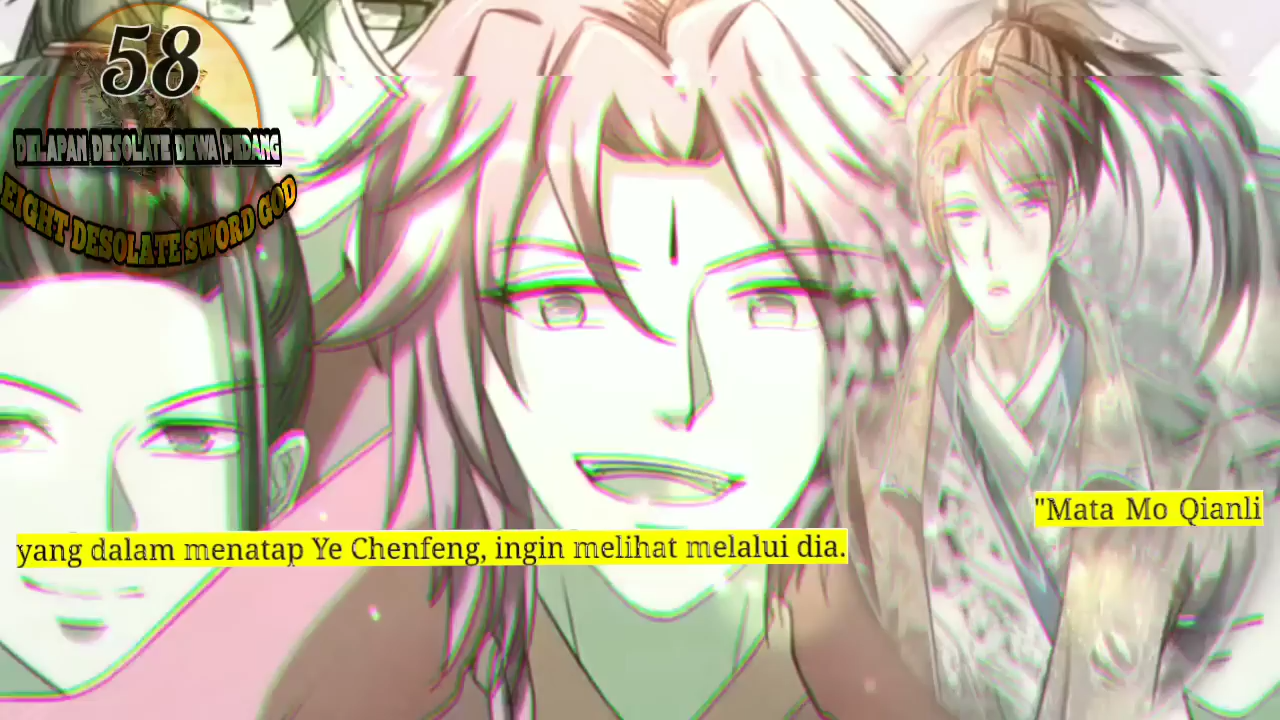 58
DELAPAN DESOLATE DEWA PEDANG
EIGHT DESOLATE SWORD GOD
"Mata Mo Qianli
yang dalam menatap Ye Chenfeng, ingin melihat melalui dia.